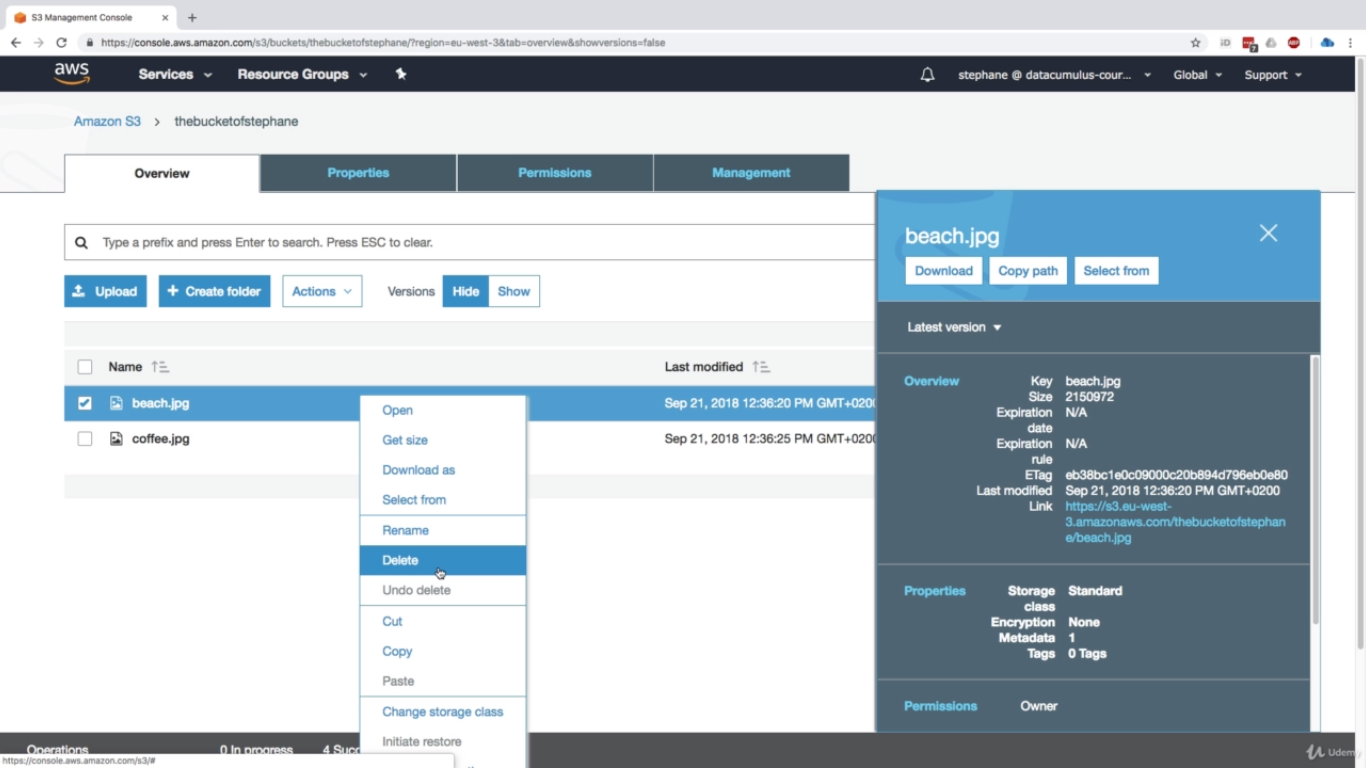 S3 Management Console
https://console.aws.amazon.com/s3/buckets/thebucketofstephane/?region=eu-west-3&tab=overview&showversions=false
aws
Services
Resource Groups
stephane @ datacumulus-cour...
Global
Support
Amazon S3 > thebucketofstephane
Overview
Properties
Permissions
Management
Type a prefix and press Enter to search. Press ESC to clear.
Upload
+ Create folder
Actions
Versions
Hide
Show
Name
Last modified
beach.jpg
Sep 21, 2018 12:36:20 PM GMT+0200
coffee.jpg
Sep 21, 2018 12:36:25 PM GMT+0200
Open
Get size
Download as
Select from
Rename
Delete
Undo delete
Cut
Copy
Paste
Change storage class
Initiate restore
beach.jpg
Download
Copy path
Select from
Latest version
Overview
Key beach.jpg
Size 2150972
Expiration N/A
date
Expiration N/A
rule
ETag eb38bc1e0c09000c20b894d796eb0e80
Last modified Sep 21, 2018 12:36:20 PM GMT+0200
Link https://s3.eu-west-
3.amazonaws.com/thebucketofstephan
e/beach.jpg
Properties
Storage Standard
class
Encryption None
Metadata 1
Tags 0 Tags
Permissions
Owner
Operations
0 In progress
4 Succ
https://console.aws.amazon.com/s3/#
Udemy